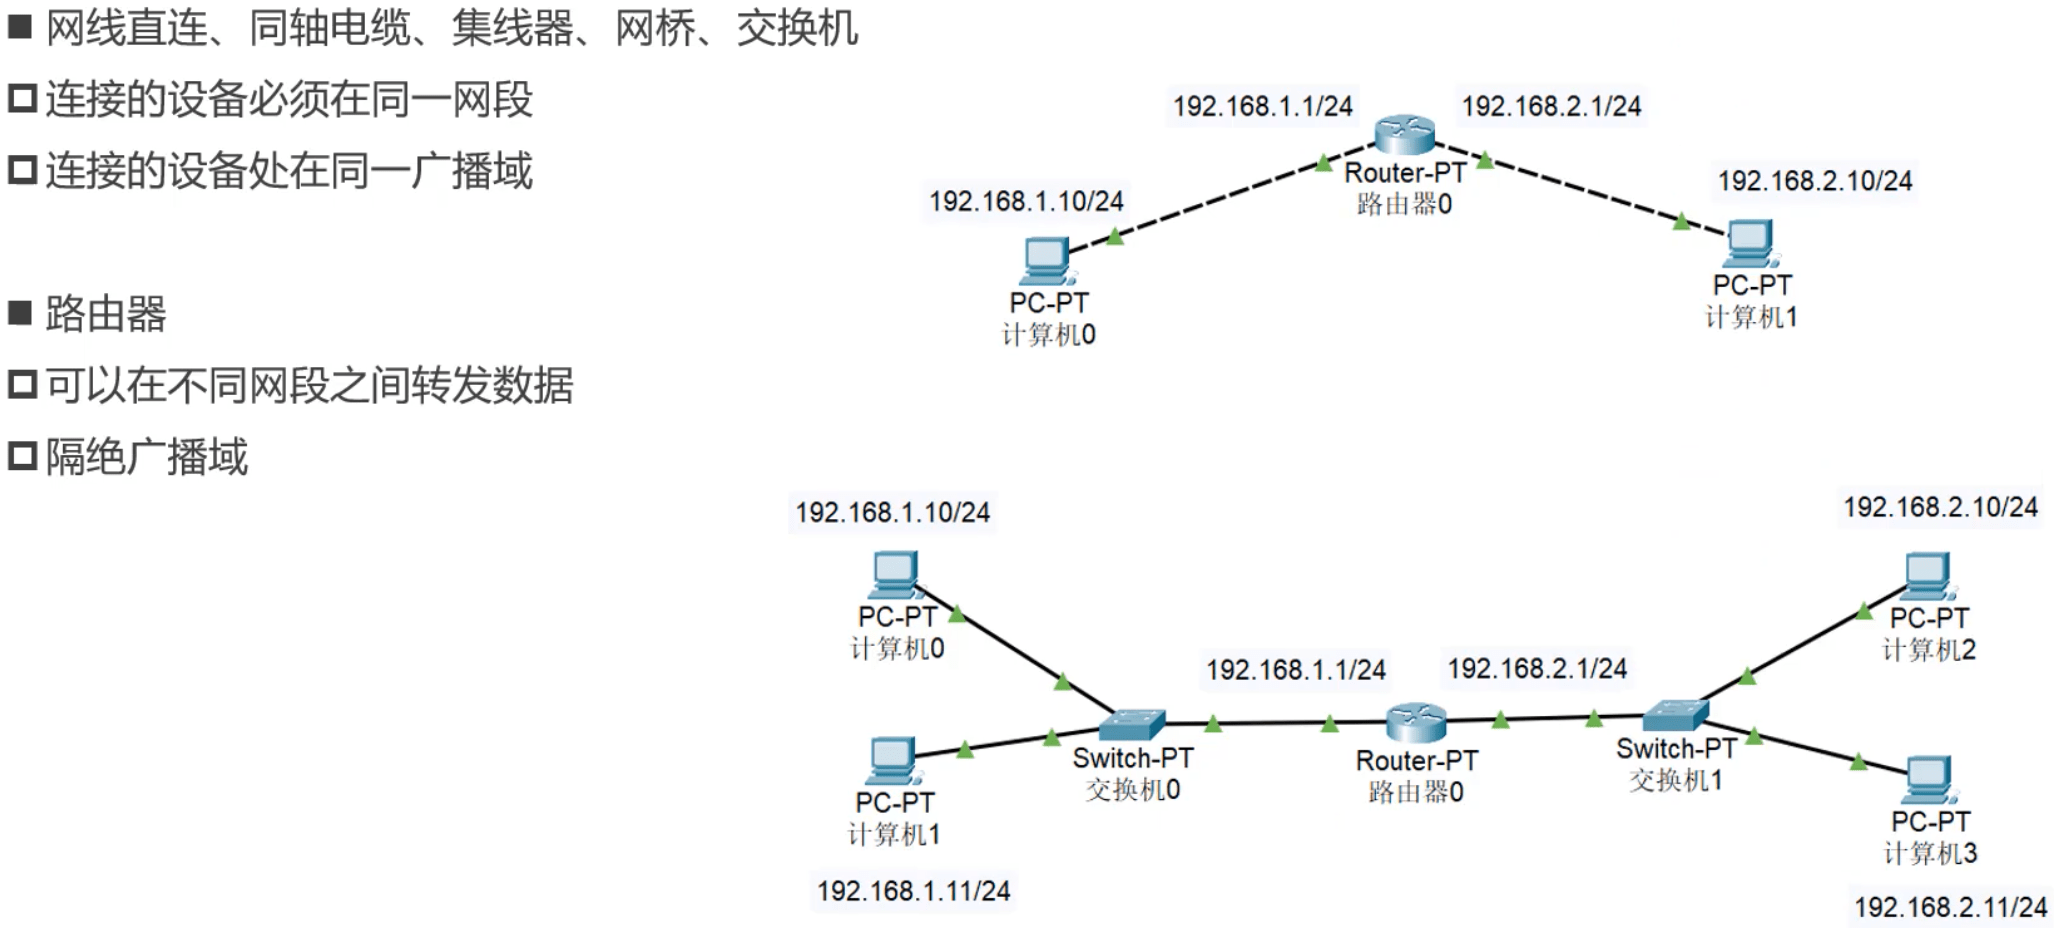 ■ 网线直连、同轴电缆、集线器、网桥、交换机
□ 连接的设备必须在同一网段
□ 连接的设备处在同一广播域
■ 路由器
□ 可以在不同网段之间转发数据
□ 隔绝广播域
192.168.1.1/24
192.168.2.1/24
Router-PT
路由器0
192.168.1.10/24
PC-PT
计算机0
192.168.2.10/24
PC-PT
计算机1
192.168.1.10/24
PC-PT
计算机0
PC-PT
计算机1
192.168.1.11/24
Switch-PT
交换机0
192.168.1.1/24
192.168.2.1/24
Router-PT
路由器0
Switch-PT
交换机1
192.168.2.10/24
PC-PT
计算机2
PC-PT
计算机3
192.168.2.11/24